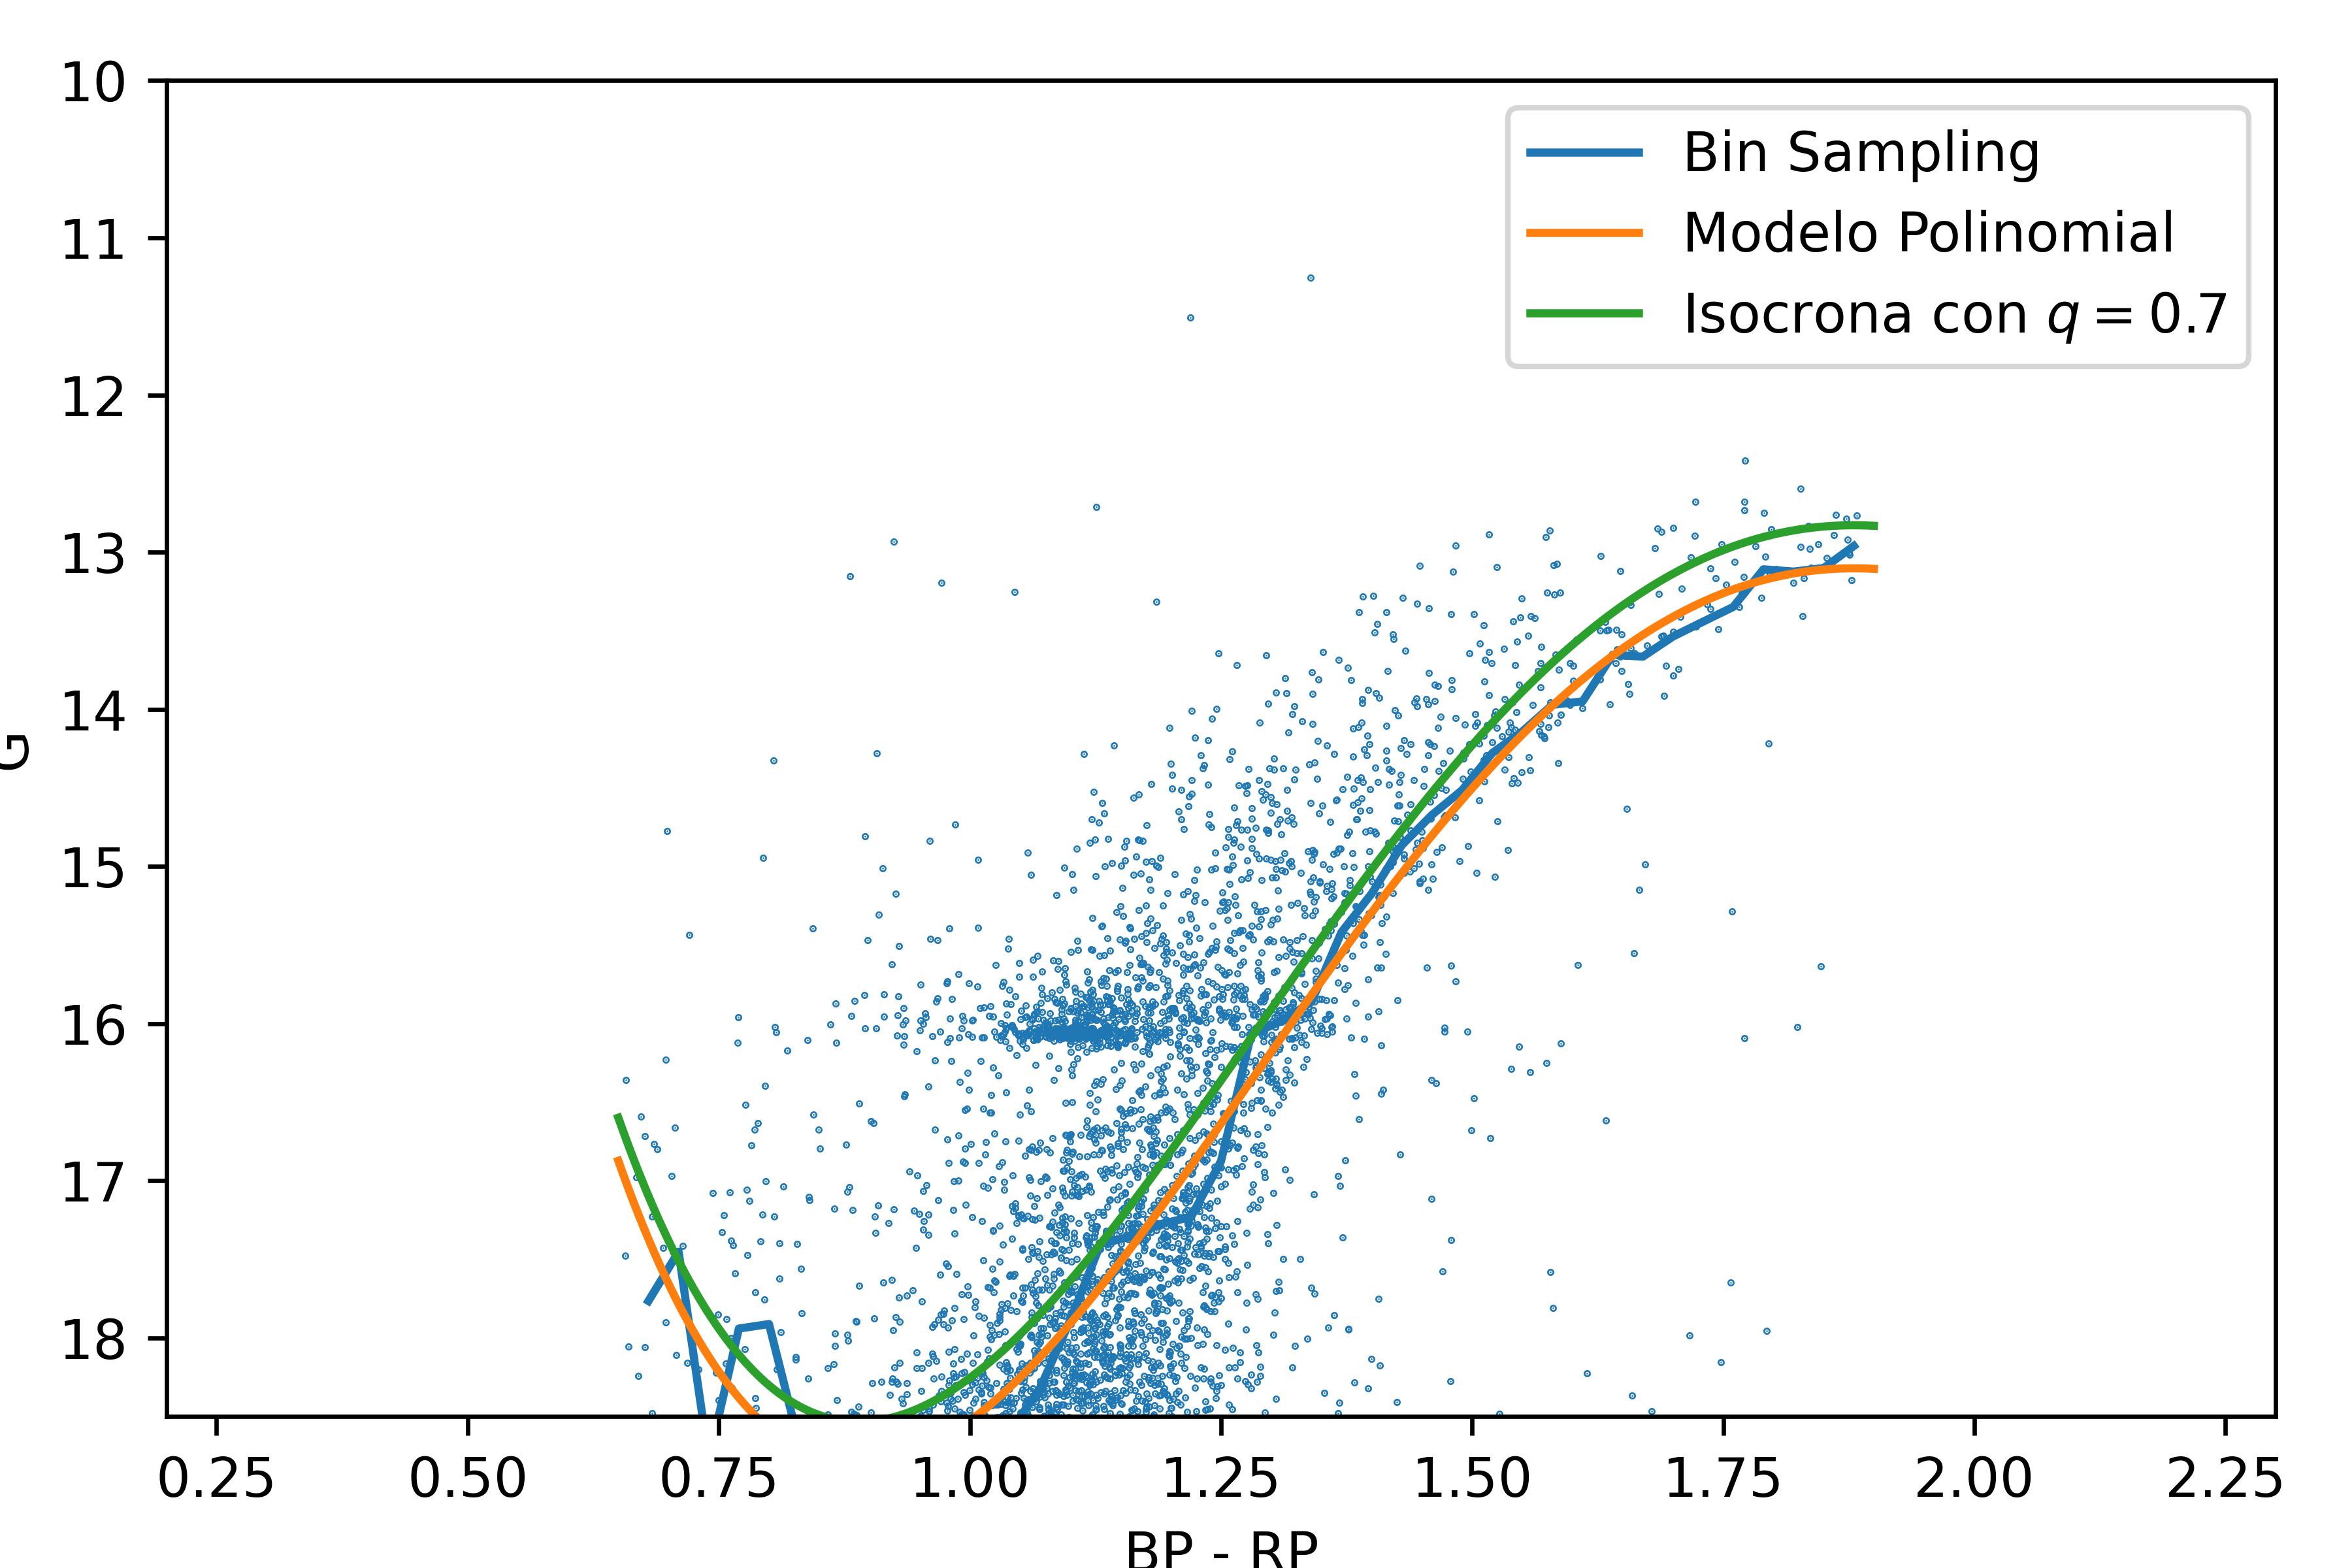 10
11
12
13
14
15
16
17
18
G
Bin Sampling
Modelo Polinomial
Isocrona con q = 0.7
0.25 0.50 0.75 1.00 1.25 1.50 1.75 2.00 2.25
BP - RP